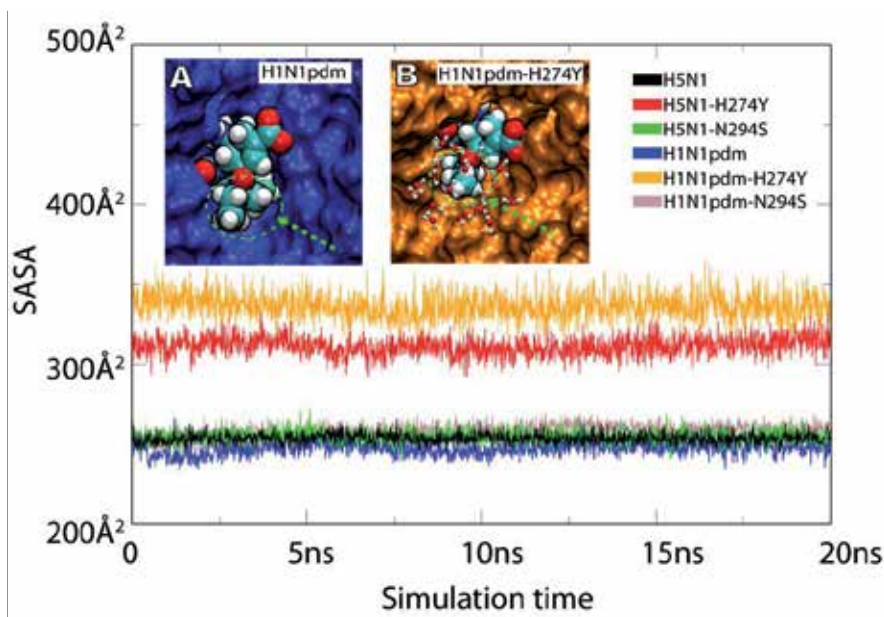 500Å²
400Å²
300Å²
200Å²
SASA
A
H1N1pdm
B
H1N1pdm-H274Y
H5N1
H5N1-H274Y
H5N1-N294S
H1N1pdm
H1N1pdm-H274Y
H1N1pdm-N294S
0
5ns
10ns
15ns
20ns
Simulation time